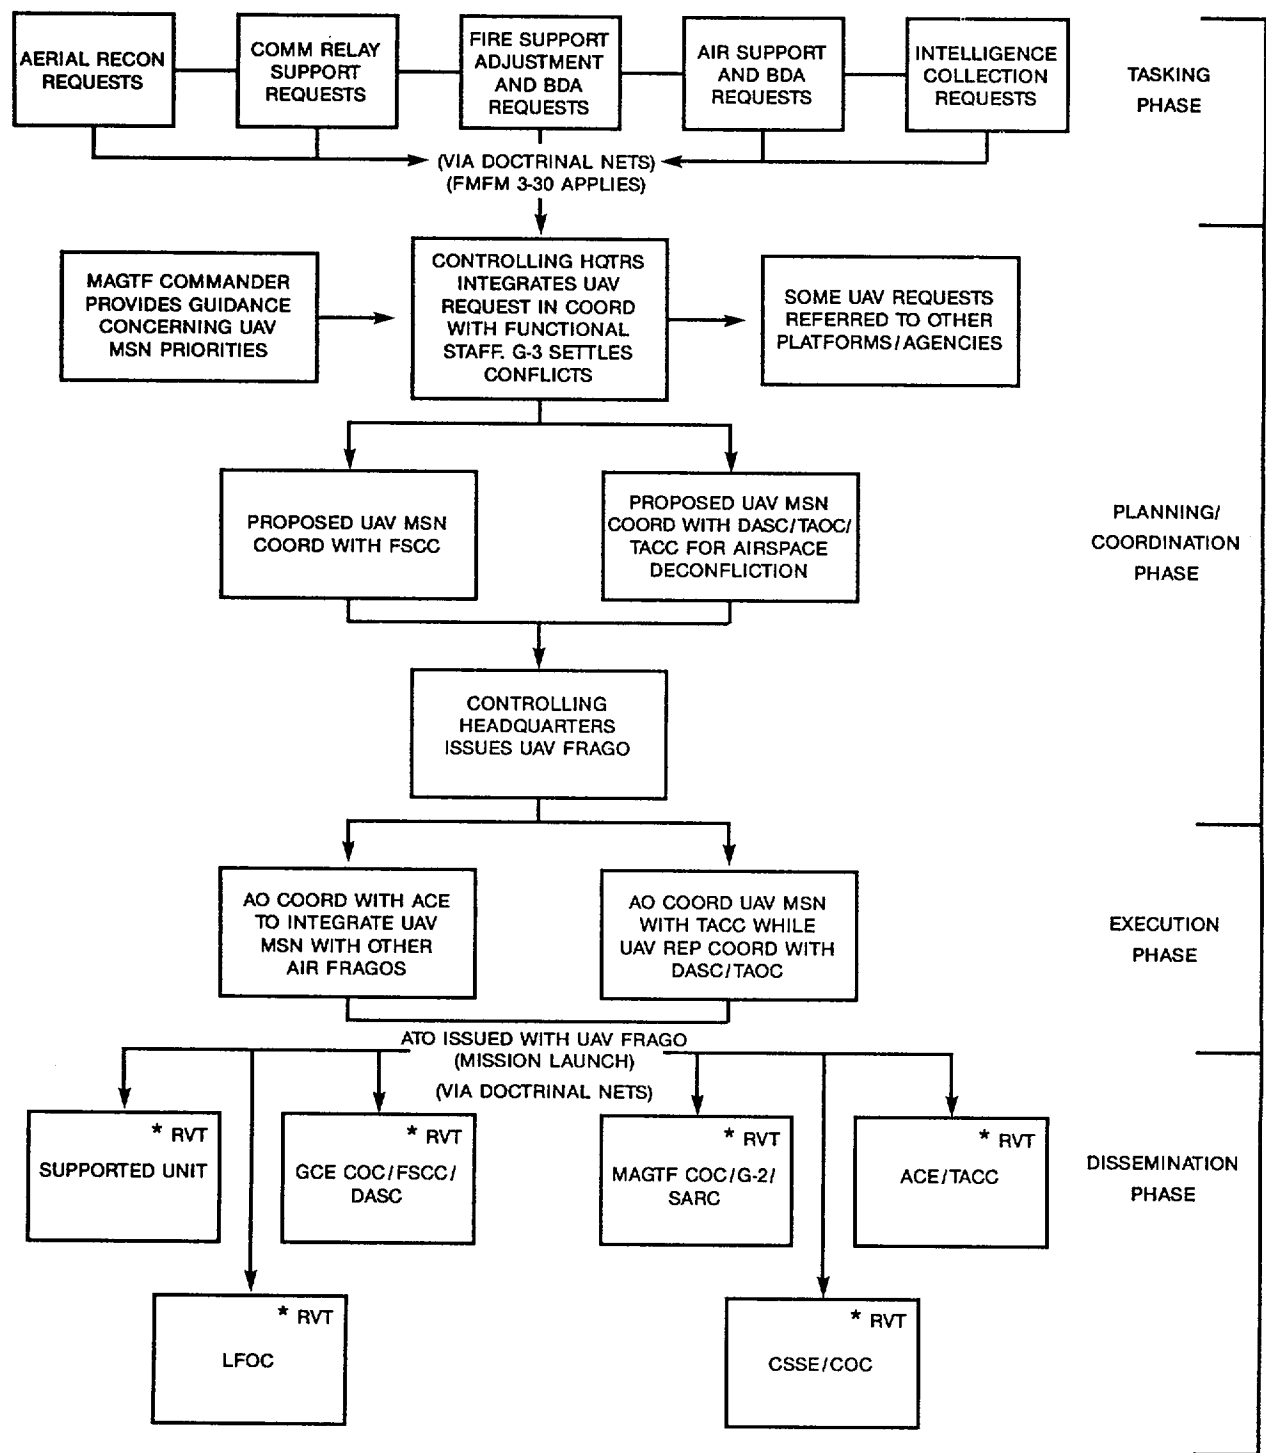 AERIAL RECON
REQUESTS
COMM RELAY
SUPPORT
REQUESTS
FIRE SUPPORT
ADJUSTMENT
AND BDA
REQUESTS
AIR SUPPORT
AND BDA
REQUESTS
INTELLIGENCE
COLLECTION
REQUESTS
TASKING
PHASE
(VIA DOCTRINAL NETS)
(FMFM 3-30 APPLIES)
MAGTF COMMANDER
PROVIDES GUIDANCE
CONCERNING UAV
MSN PRIORITIES
CONTROLLING HQTRS
INTEGRATES UAV
REQUEST IN COORD
WITH FUNCTIONAL
STAFF. G-3 SETTLES
CONFLICTS
SOME UAV REQUESTS
REFERRED TO OTHER
PLATFORMS/AGENCIES
PROPOSED UAV MSN
COORD WITH FSCC
PROPOSED UAV MSN
COORD WITH DASC/TAOC/
TACC FOR AIRSPACE
DECONFLICTION
PLANNING/
COORDINATION
PHASE
CONTROLLING
HEADQUARTERS
ISSUES UAV FRAGO
AO COORD WITH ACE
TO INTEGRATE UAV
MSN WITH OTHER
AIR FRAGOS
AO COORD UAV MSN
WITH TACC WHILE
UAV REP COORD WITH
DASC/TAOC
EXECUTION
PHASE
ATO ISSUED WITH UAV FRAGO
(MISSION LAUNCH)
(VIA DOCTRINAL NETS)
* RVT
SUPPORTED UNIT
* RVT
GCE COC/FSCC/
DASC
* RVT
MAGTF COC/G-2/
SARC
* RVT
ACE/TACC
DISSEMINATION
PHASE
* RVT
LFOC
* RVT
CSSE/COC